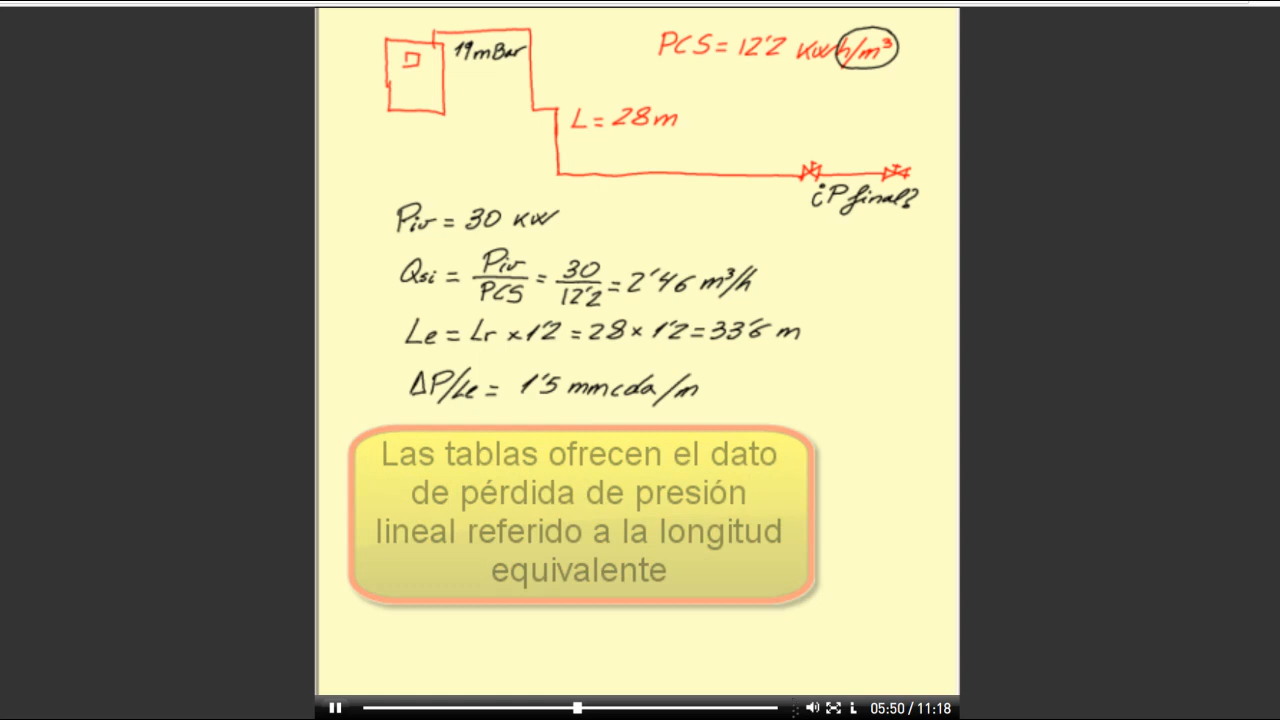 19mBar
PCS = 12'2 KWh/m³
L = 28m
¿P final?
Piv = 30 KW
Qsi = Piv/PCS = 30/12'2 = 2'46 m³/h
Le = Lr × 1'2 = 28 × 1'2 = 33'6 m
ΔP/Le = 1'5 mmcda/m
Las tablas ofrecen el dato
de pérdida de presión
lineal referido a la longitud
equivalente
05:50 / 11:18